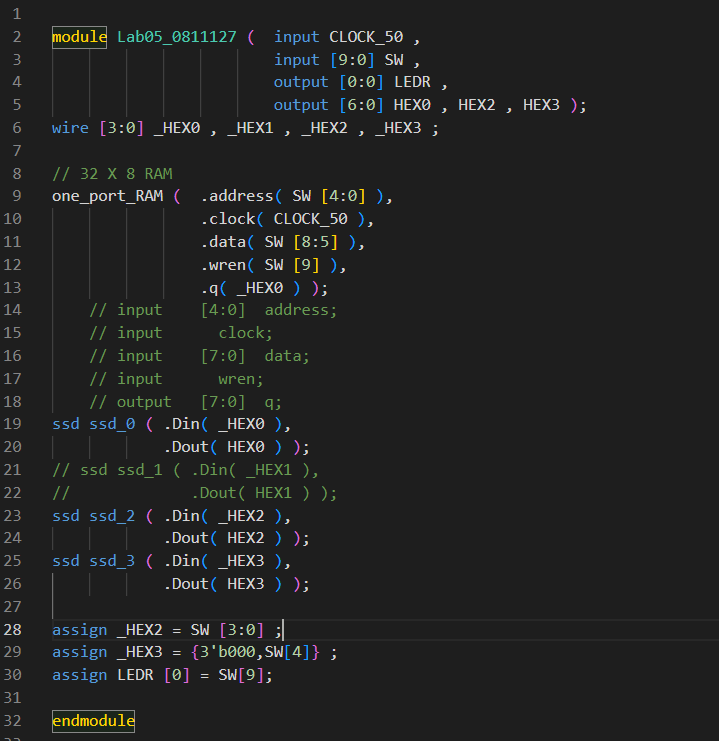 1
2 module Lab05_0811127 (  input CLOCK_50 ,
3                         input [9:0] SW ,
4                         output [0:0] LEDR ,
5                         output [6:0] HEX0 , HEX2 , HEX3 );
6 wire [3:0] _HEX0 , _HEX1 , _HEX2 , _HEX3 ;
7
8 // 32 X 8 RAM
9 one_port_RAM (  .address( SW [4:0] ),
10                 .clock( CLOCK_50 ),
11                 .data( SW [8:5] ),
12                 .wren( SW [9] ),
13                 .q( _HEX0 ) );
14     // input    [4:0]  address;
15     // input      clock;
16     // input    [7:0]  data;
17     // input      wren;
18     // output   [7:0]  q;
19 ssd ssd_0 ( .Din( _HEX0 ),
20             .Dout( HEX0 ) );
21 // ssd ssd_1 ( .Din( _HEX1 ),
22 //             .Dout( HEX1 ) );
23 ssd ssd_2 ( .Din( _HEX2 ),
24             .Dout( HEX2 ) );
25 ssd ssd_3 ( .Din( _HEX3 ),
26             .Dout( HEX3 ) );
27
28 assign _HEX2 = SW [3:0] ;
29 assign _HEX3 = {3'b000,SW[4]} ;
30 assign LEDR [0] = SW[9];
31
32 endmodule